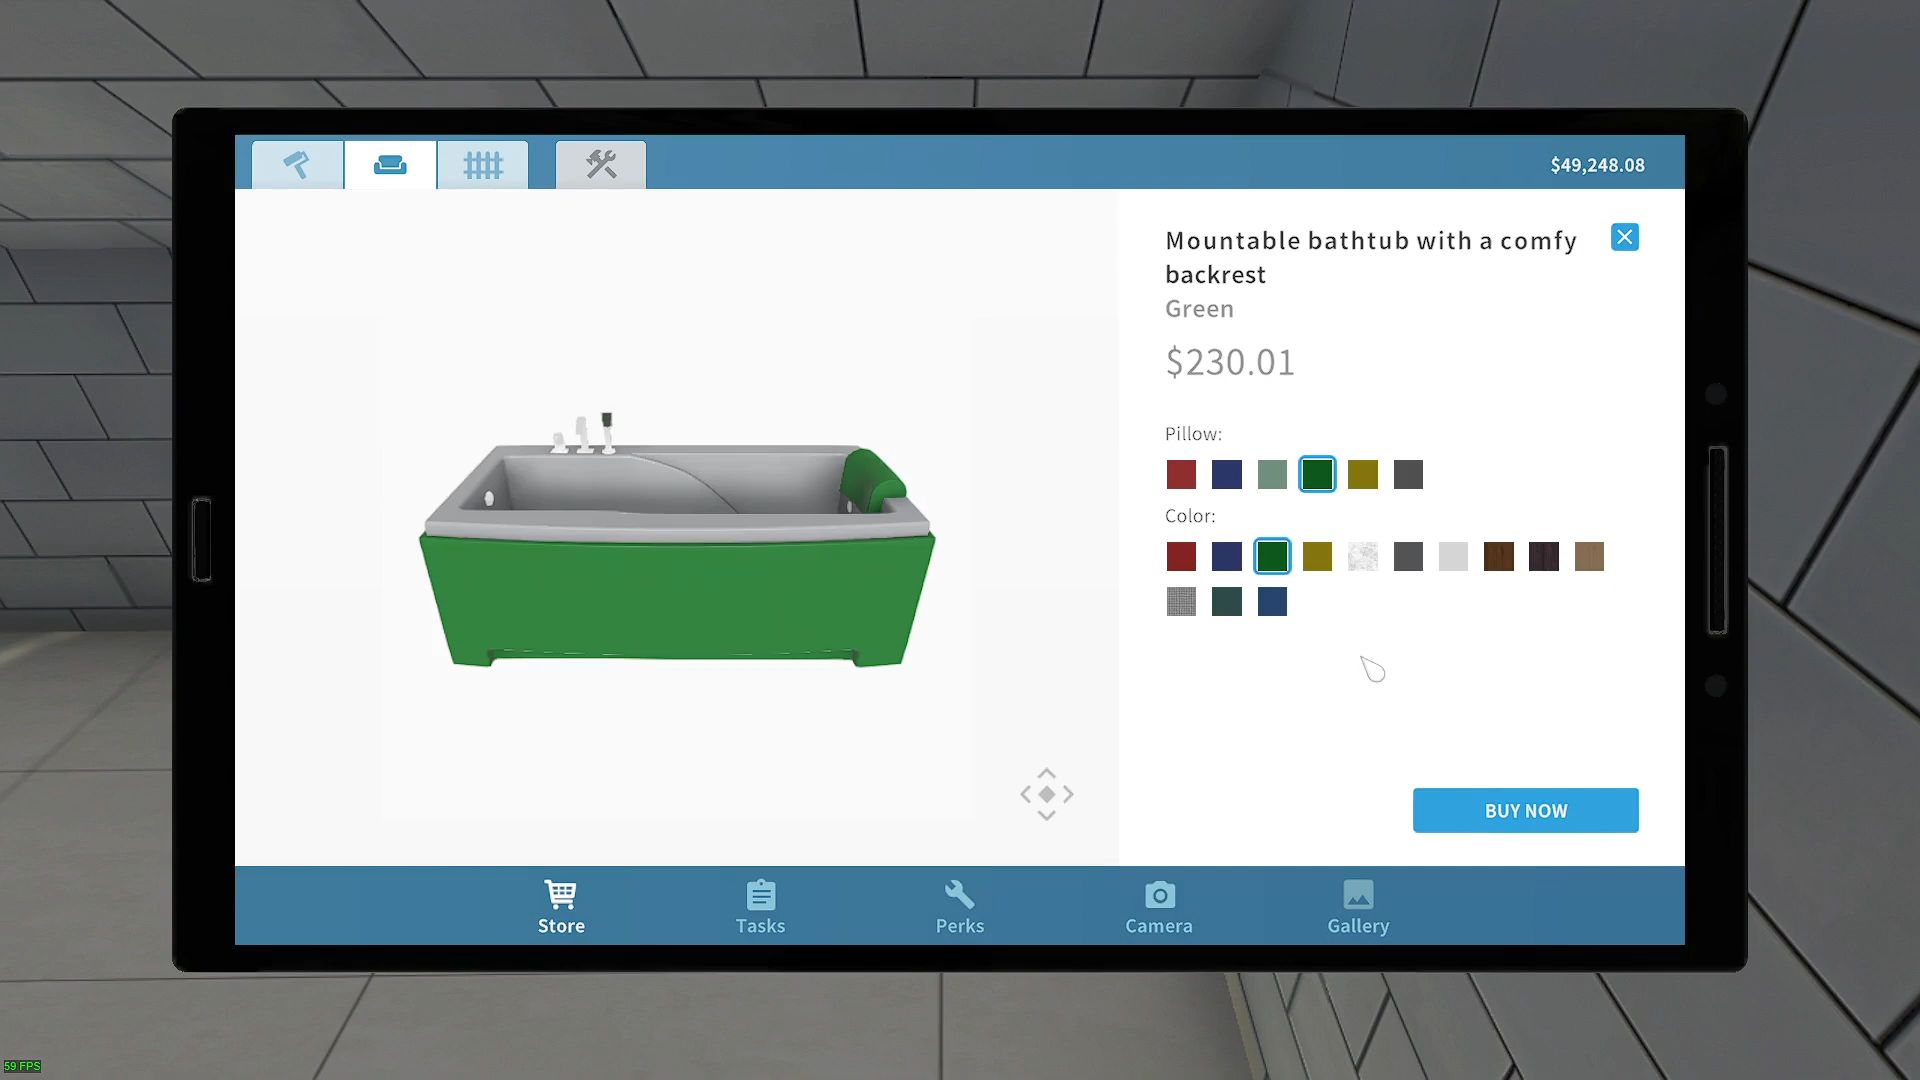 $49,248.08
Mountable bathtub with a comfy
backrest
Green
$230.01
Pillow:
Color:
BUY NOW
Store
Tasks
Perks
Camera
Gallery
59 FPS